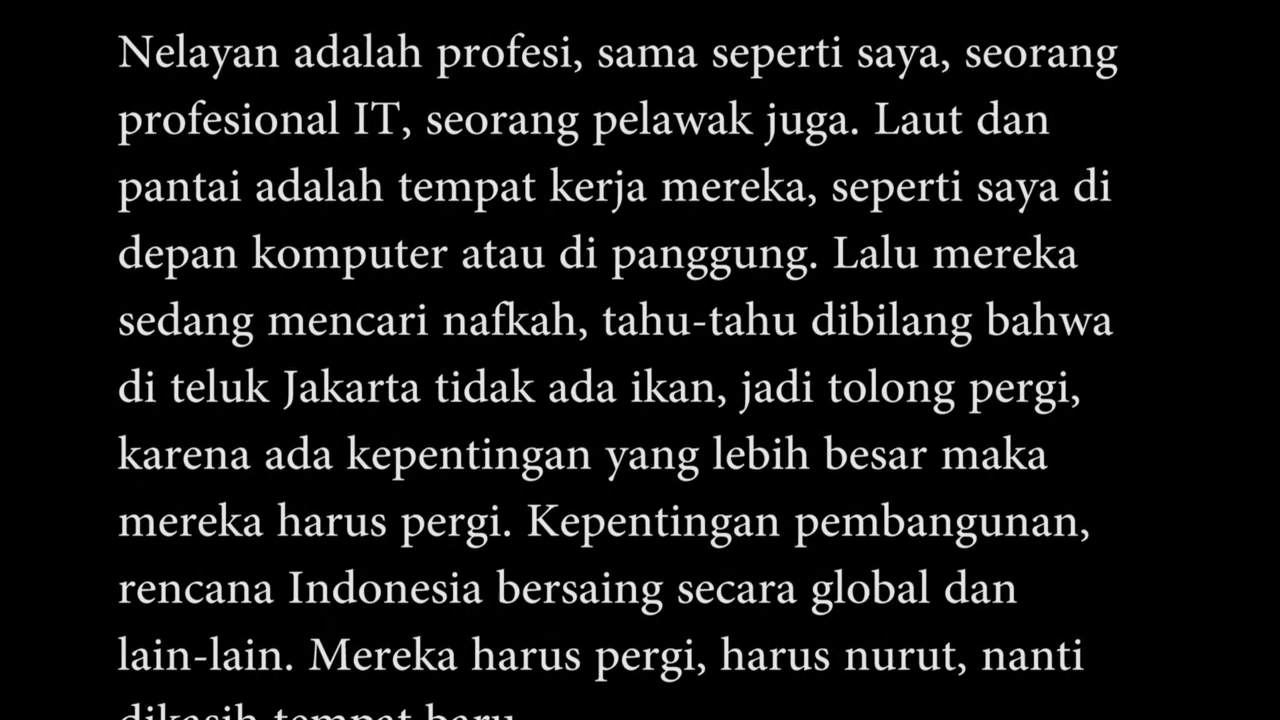 Nelayan adalah profesi, sama seperti saya, seorang
profesional IT, seorang pelawak juga. Laut dan
pantai adalah tempat kerja mereka, seperti saya di
depan komputer atau di panggung. Lalu mereka
sedang mencari nafkah, tahu-tahu dibilang bahwa
di teluk Jakarta tidak ada ikan, jadi tolong pergi,
karena ada kepentingan yang lebih besar maka
mereka harus pergi. Kepentingan pembangunan,
rencana Indonesia bersaing secara global dan
lain-lain. Mereka harus pergi, harus nurut, nanti
dikasih tempat baru